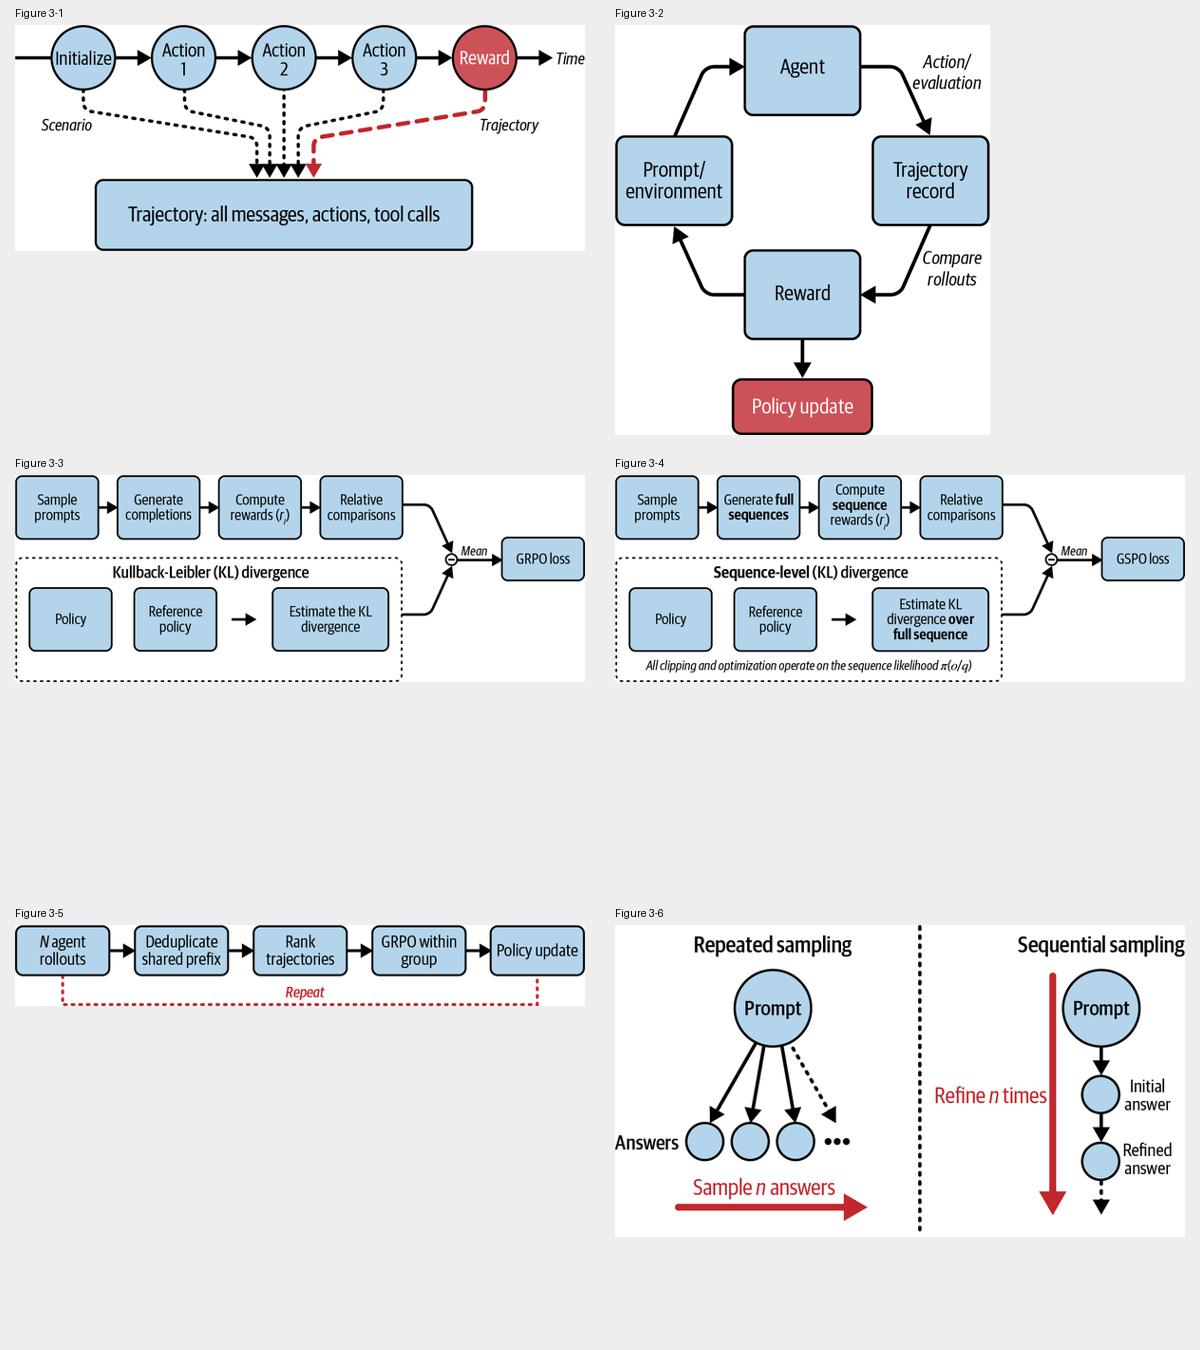 Figure 3-1
Initialize
Action
1
Action
2
Action
3
Reward
Time
Scenario
Trajectory
Trajectory: all messages, actions, tool calls
Figure 3-2
Agent
Action/
evaluation
Prompt/
environment
Trajectory
record
Compare
rollouts
Reward
Policy update
Figure 3-3
Sample
prompts
Generate
completions
Compute
rewards (ri)
Relative
comparisons
Mean
GRPO loss
Kullback-Leibler (KL) divergence
Policy
Reference
policy
Estimate the KL
divergence
Figure 3-4
Sample
prompts
Generate full
sequences
Compute
sequence
rewards (ri)
Relative
comparisons
Mean
GSPO loss
Sequence-level (KL) divergence
Policy
Reference
policy
Estimate KL
divergence over
full sequence
All clipping and optimization operate on the sequence likelihood π(o/q)
Figure 3-5
N agent
rollouts
Deduplicate
shared prefix
Rank
trajectories
GRPO within
group
Policy update
Repeat
Figure 3-6
Repeated sampling
Prompt
Answers
Sample n answers
Sequential sampling
Prompt
Refine n times
Initial
answer
Refined
answer